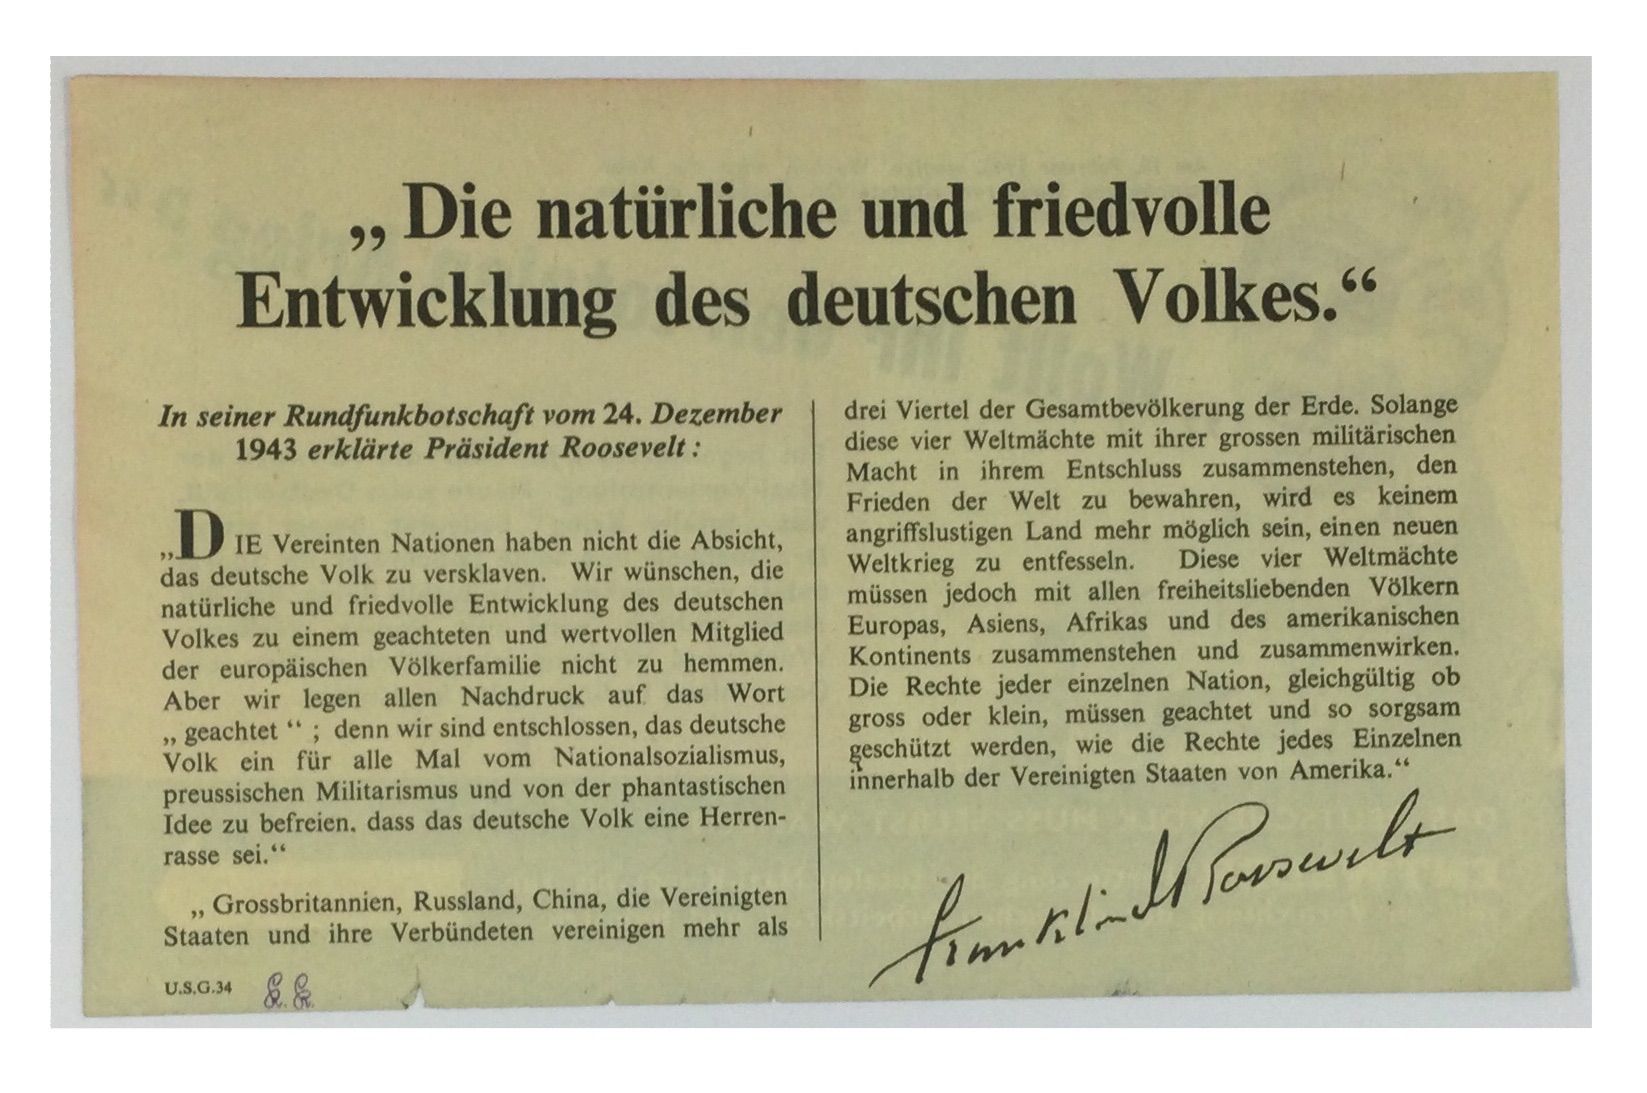 „Die natürliche und friedvolle
Entwicklung des deutschen Volkes.“
In seiner Rundfunkbotschaft vom 24. Dezember
1943 erklärte Präsident Roosevelt :
„DIE Vereinten Nationen haben nicht die Absicht,
das deutsche Volk zu versklaven. Wir wünschen, die
natürliche und friedvolle Entwicklung des deutschen
Volkes zu einem geachteten und wertvollen Mitglied
der europäischen Völkerfamilie nicht zu hemmen.
Aber wir legen allen Nachdruck auf das Wort
„ geachtet “ ; denn wir sind entschlossen, das deutsche
Volk ein für alle Mal vom Nationalsozialismus,
preussischen Militarismus und von der phantastischen
Idee zu befreien. dass das deutsche Volk eine Herren-
rasse sei.“
„ Grossbritannien, Russland, China, die Vereinigten
Staaten und ihre Verbündeten vereinigen mehr als
drei Viertel der Gesamtbevölkerung der Erde. Solange
diese vier Weltmächte mit ihrer grossen militärischen
Macht in ihrem Entschluss zusammenstehen, den
Frieden der Welt zu bewahren, wird es keinem
angriffslustigen Land mehr möglich sein, einen neuen
Weltkrieg zu entfesseln. Diese vier Weltmächte
müssen jedoch mit allen freiheitsliebenden Völkern
Europas, Asiens, Afrikas und des amerikanischen
Kontinents zusammenstehen und zusammenwirken.
Die Rechte jeder einzelnen Nation, gleichgültig ob
gross oder klein, müssen geachtet und so sorgsam
geschützt werden, wie die Rechte jedes Einzelnen
innerhalb der Vereinigten Staaten von Amerika.“
Franklin D Roosevelt
U.S.G.34